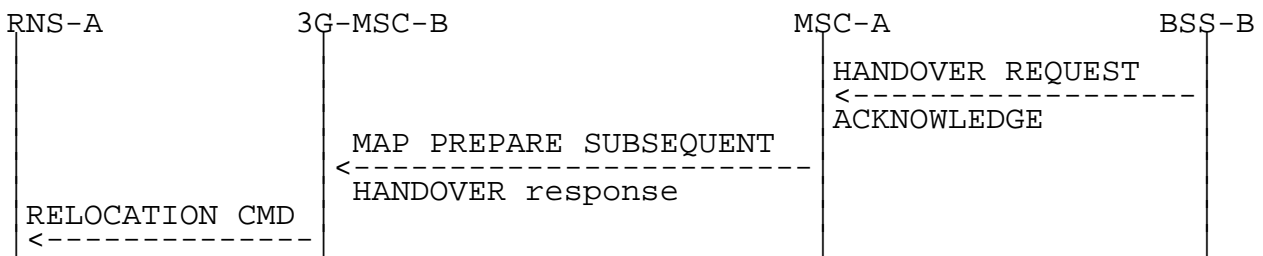 RNS-A 3G-MSC-B MSC-A BSS-B
HANDOVER REQUEST
ACKNOWLEDGE
MAP PREPARE SUBSEQUENT
HANDOVER response
RELOCATION CMD